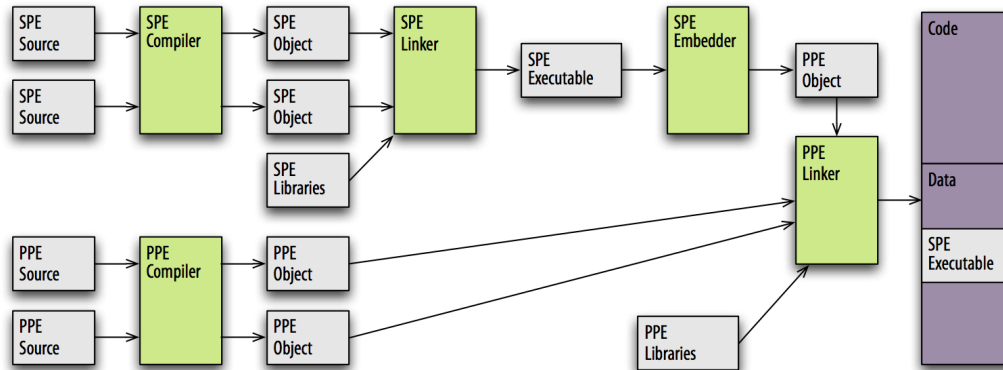 SPE
Source
SPE
Compiler
SPE
Object
SPE
Linker
SPE
Executable
SPE
Embedder
PPE
Object
Code
SPE
Source
SPE
Object
SPE
Libraries
PPE
Linker
Data
SPE
Executable
PPE
Source
PPE
Compiler
PPE
Object
PPE
Source
PPE
Object
PPE
Libraries